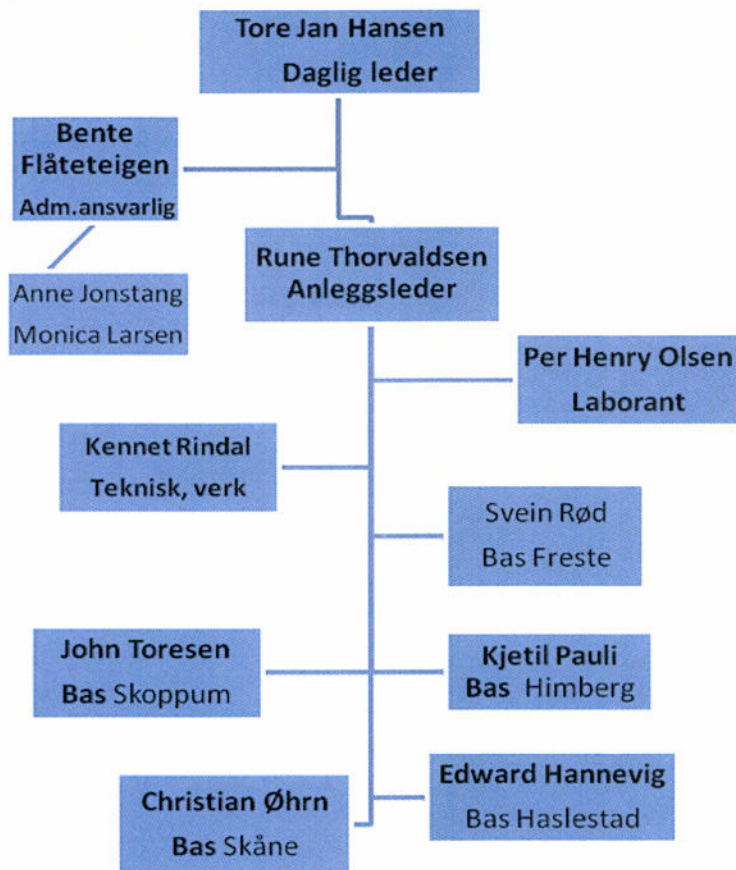 Tore Jan Hansen
Daglig leder
Bente
Flåteteigen
Adm.ansvarlig
Anne Jonstang
Monica Larsen
Rune Thorvaldsen
Anleggsleder
Per Henry Olsen
Laborant
Kennet Rindal
Teknisk, verk
Svein Rød
Bas Freste
John Toresen
Bas Skoppum
Kjetil Pauli
Bas Himberg
Edward Hannevig
Bas Haslestad
Christian Øhrn
Bas Skåne